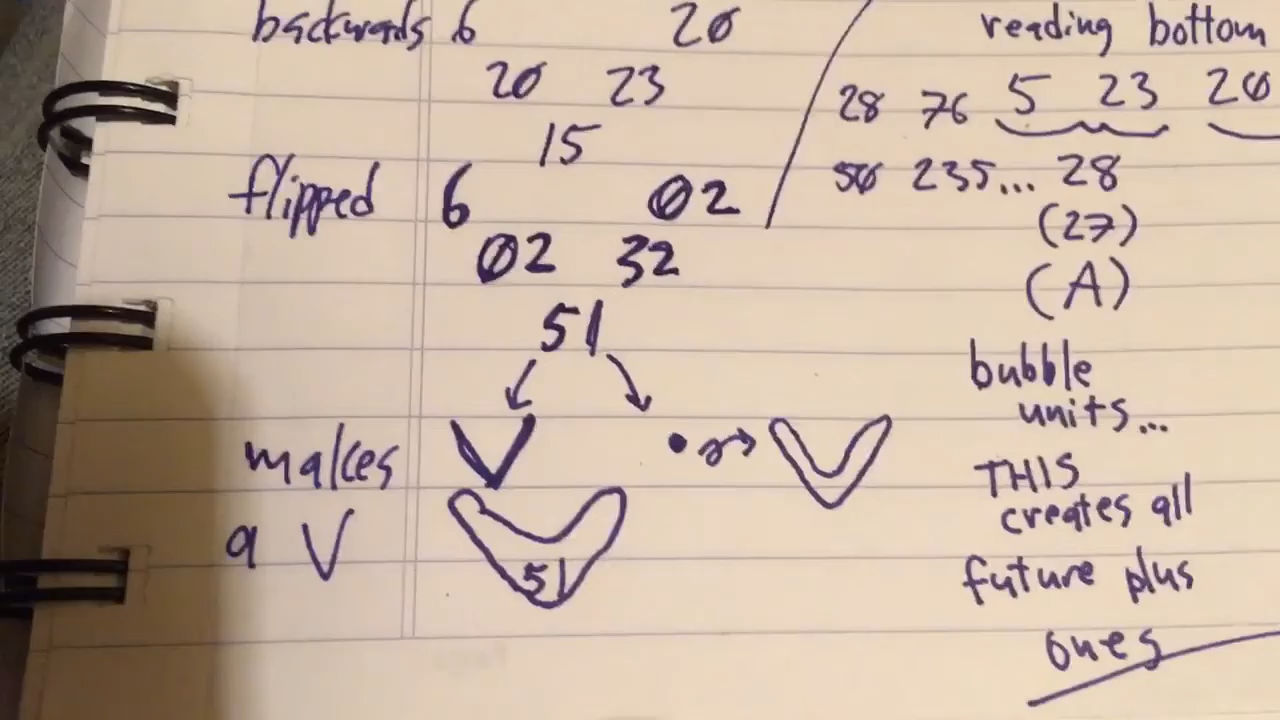 backwards 6 20
20 23
15
flipped 6 02
02 32
51
makes V
a V
51
reading bottom
28 76 5 23 20
50 235... 28
(27)
(A)
bubble
units...
THIS
creates all
future plus
ones